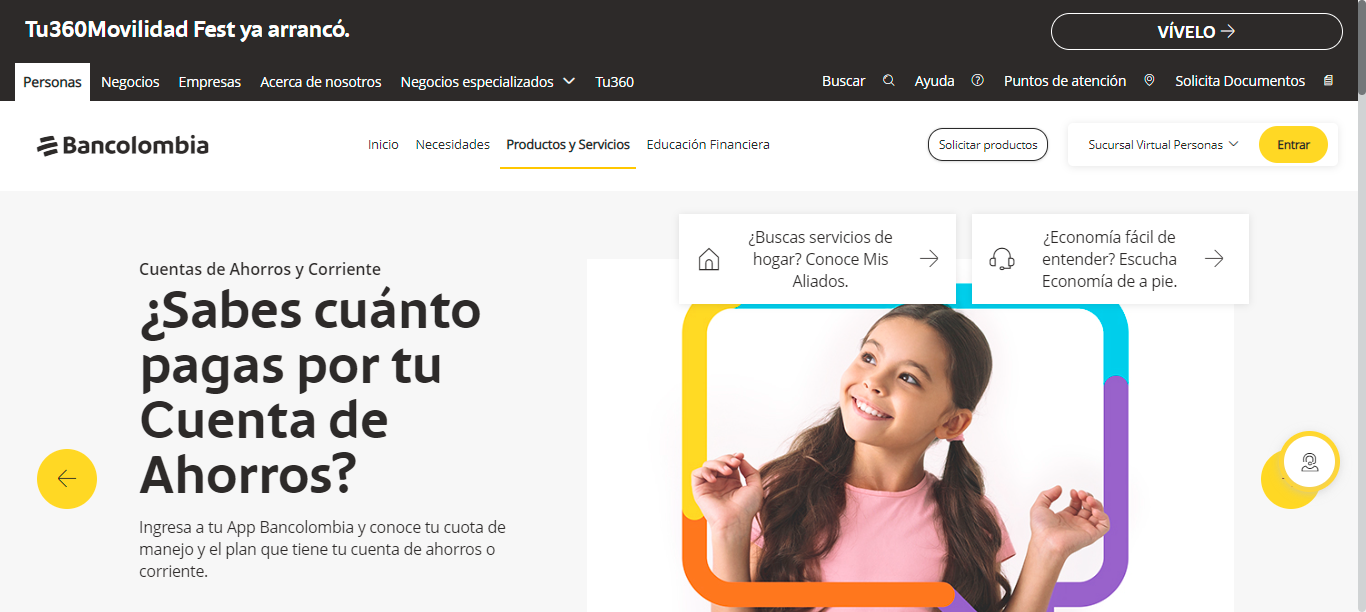 Tu360Movilidad Fest ya arrancó.
VÍVELO
Personas Negocios Empresas Acerca de nosotros Negocios especializados Tu360
Buscar Ayuda Puntos de atención Solicita Documentos
Bancolombia
Inicio Necesidades Productos y Servicios Educación Financiera
Solicitar productos
Sucursal Virtual Personas
Entrar
¿Buscas servicios de
hogar? Conoce Mis
Aliados.
¿Economía fácil de
entender? Escucha
Economía de a pie.
Cuentas de Ahorros y Corriente
¿Sabes cuánto
pagas por tu
Cuenta de
Ahorros?
Ingresa a tu App Bancolombia y conoce tu cuota de
manejo y el plan que tiene tu cuenta de ahorros o
corriente.